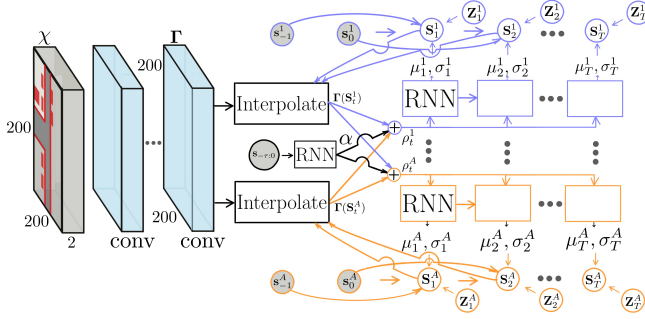 χ
200
200
2
conv
...
conv
Γ
200
200
Interpolate
Γ(S_t^1)
s_{-τ:0}
RNN
α
Interpolate
Γ(S_t^A)
+
ρ_t^1
+
ρ_t^A
s_{-1}^1
s_0^1
S_1^1
Z_1^1
S_2^1
Z_2^1
S_T^1
Z_T^1
μ_1^1, σ_1^1
μ_2^1, σ_2^1
μ_T^1, σ_T^1
RNN
RNN
μ_1^A, σ_1^A
μ_2^A, σ_2^A
μ_T^A, σ_T^A
s_{-1}^A
s_0^A
S_1^A
Z_1^A
S_2^A
Z_2^A
S_T^A
Z_T^A